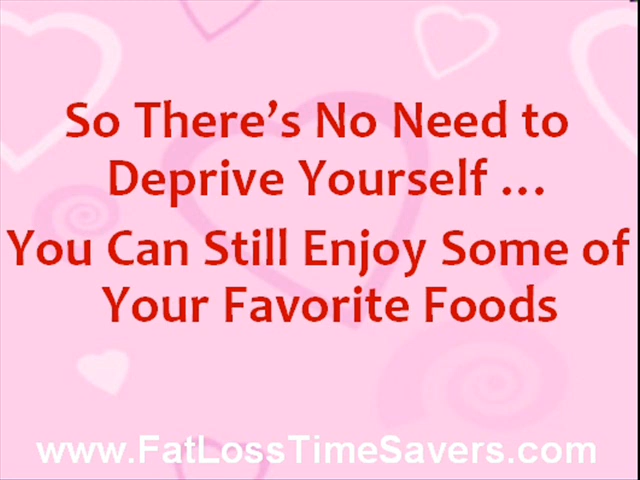 So There’s No Need to
Deprive Yourself ...
You Can Still Enjoy Some of
Your Favorite Foods
www.FatLossTimeSavers.com